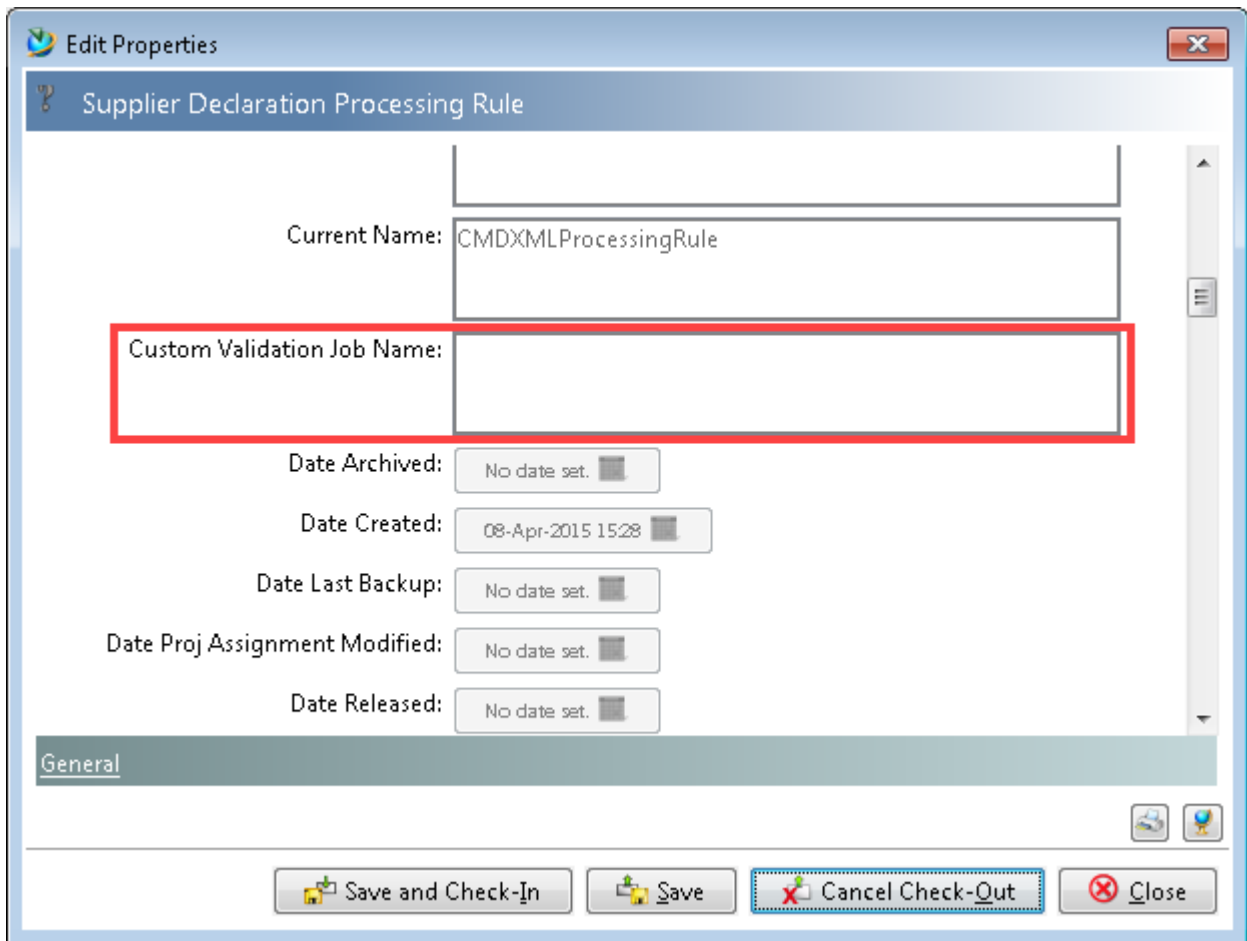 Edit Properties
Supplier Declaration Processing Rule
Current Name: CMDXMLProcessingRule
Custom Validation Job Name:
Date Archived: No date set.
Date Created: 08-Apr-2015 15:28
Date Last Backup: No date set.
Date Proj Assignment Modified: No date set.
Date Released: No date set.
General
Save and Check-In Save Cancel Check-Out Close